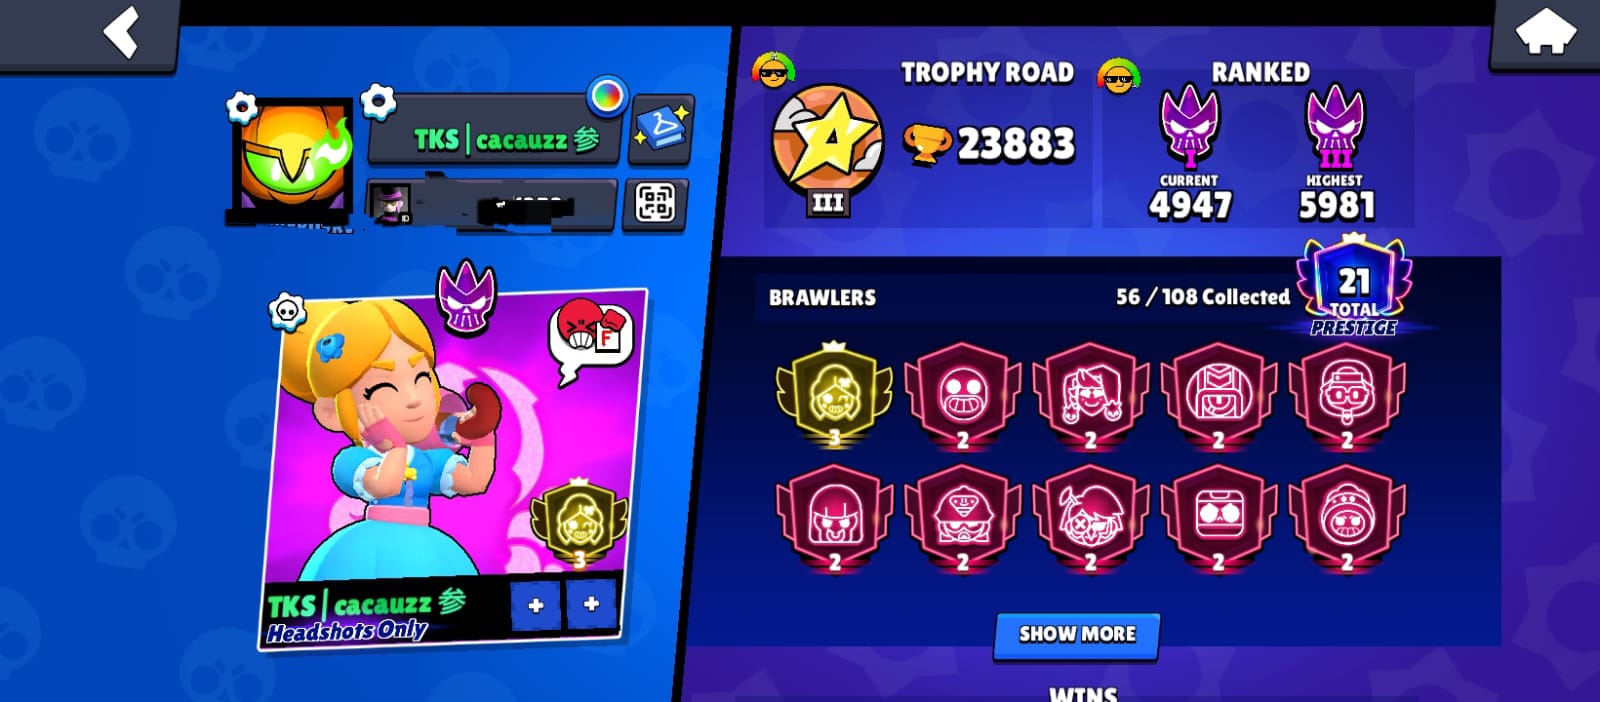 TKS | cacauzz 参
ID
TROPHY ROAD
23883
III
RANKED
I
III
CURRENT
HIGHEST
4947
5981
BRAWLERS
56 / 108 Collected
21
TOTAL
PRESTIGE
3
2
2
2
2
2
2
2
2
2
F
3
TKS | cacauzz 参
Headshots Only
+
+
SHOW MORE
WINS